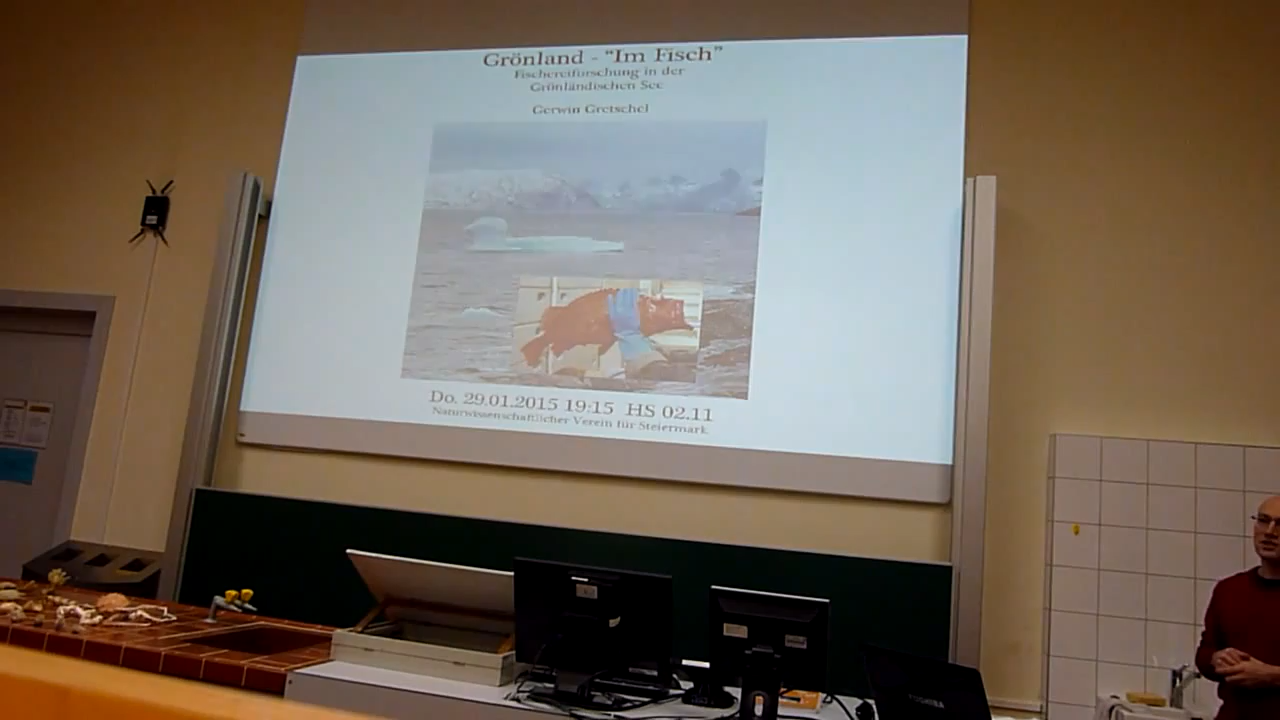 Grönland - “Im Fisch”
Fischereiforschung in der
Grönländischen See
Gerwin Gretschel
Do. 29.01.2015 19:15 HS 02.11
Naturwissenschaftlicher Verein für Steiermark
TOSHIBA